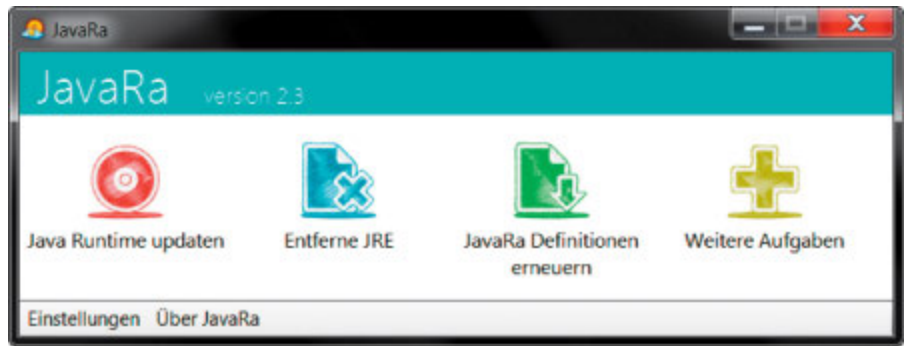 JavaRa
JavaRa version 2.3
Java Runtime updaten
Entferne JRE
JavaRa Definitionen
erneuern
Weitere Aufgaben
Einstellungen Über JavaRa